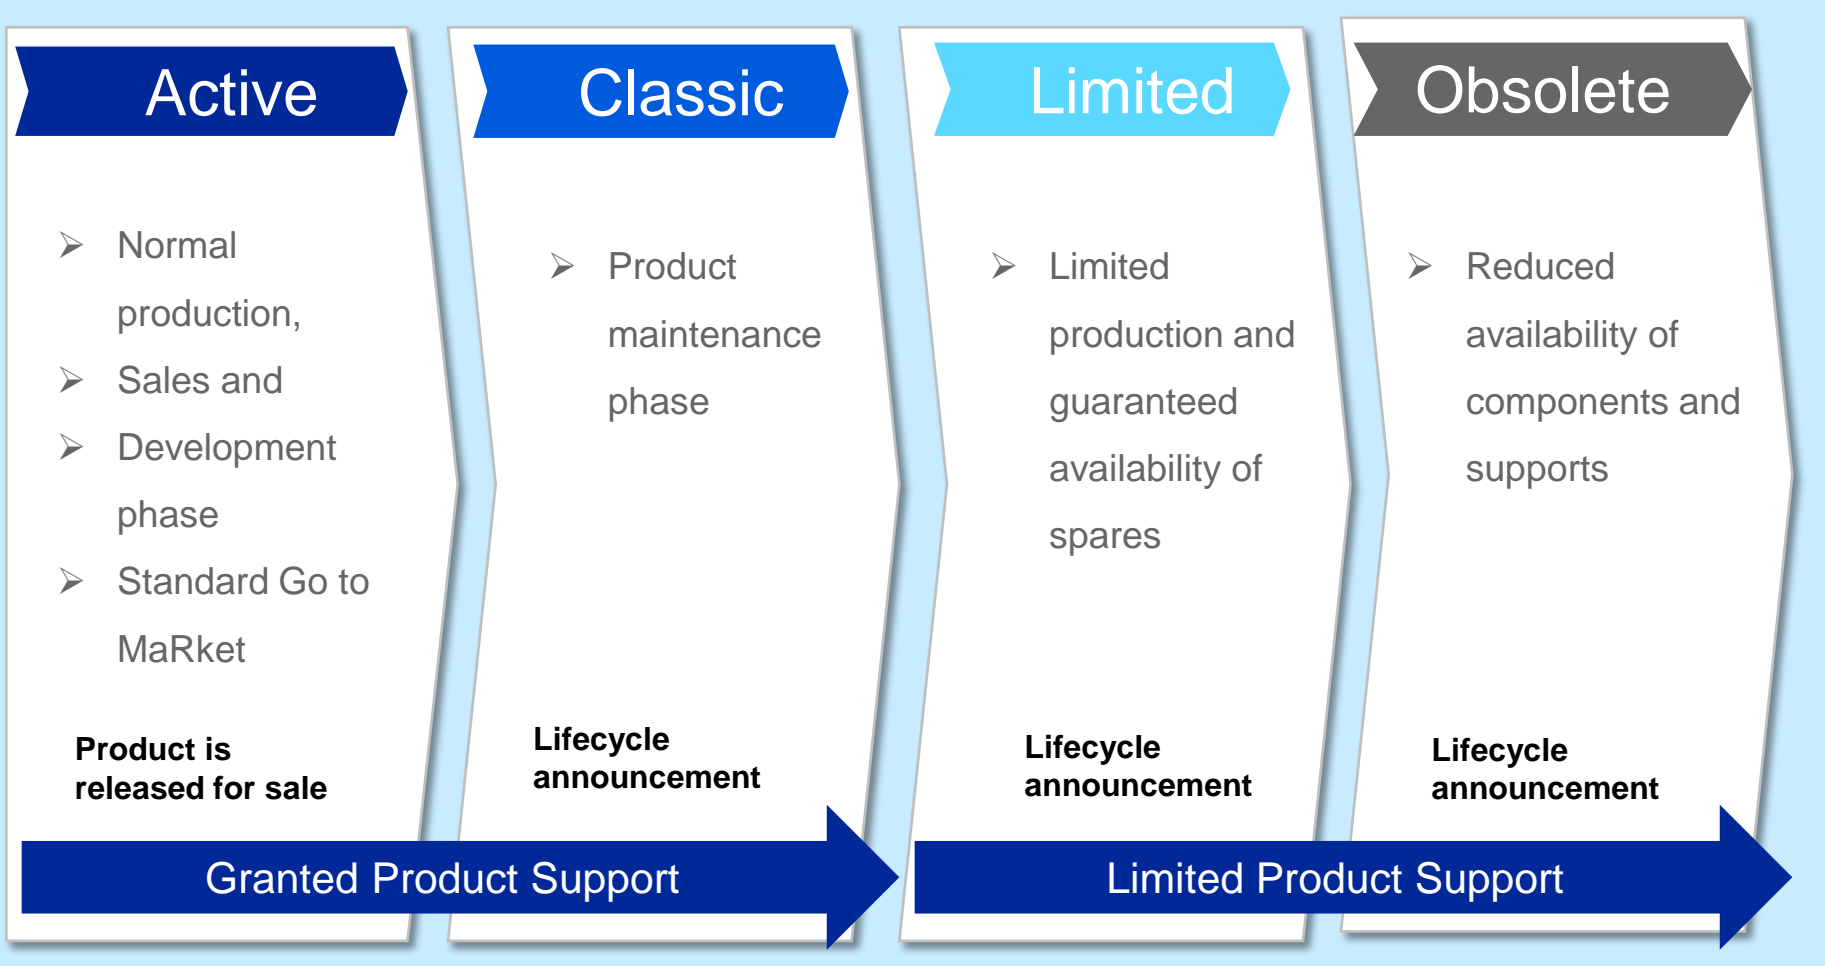 Active
Normal
production,
Sales and
Development
phase
Standard Go to
MaRket
Product is
released for sale
Classic
Product
maintenance
phase
Lifecycle
announcement
Granted Product Support
Limited
Limited
production and
guaranteed
availability of
spares
Lifecycle
announcement
Obsolete
Reduced
availability of
components and
supports
Lifecycle
announcement
Limited Product Support